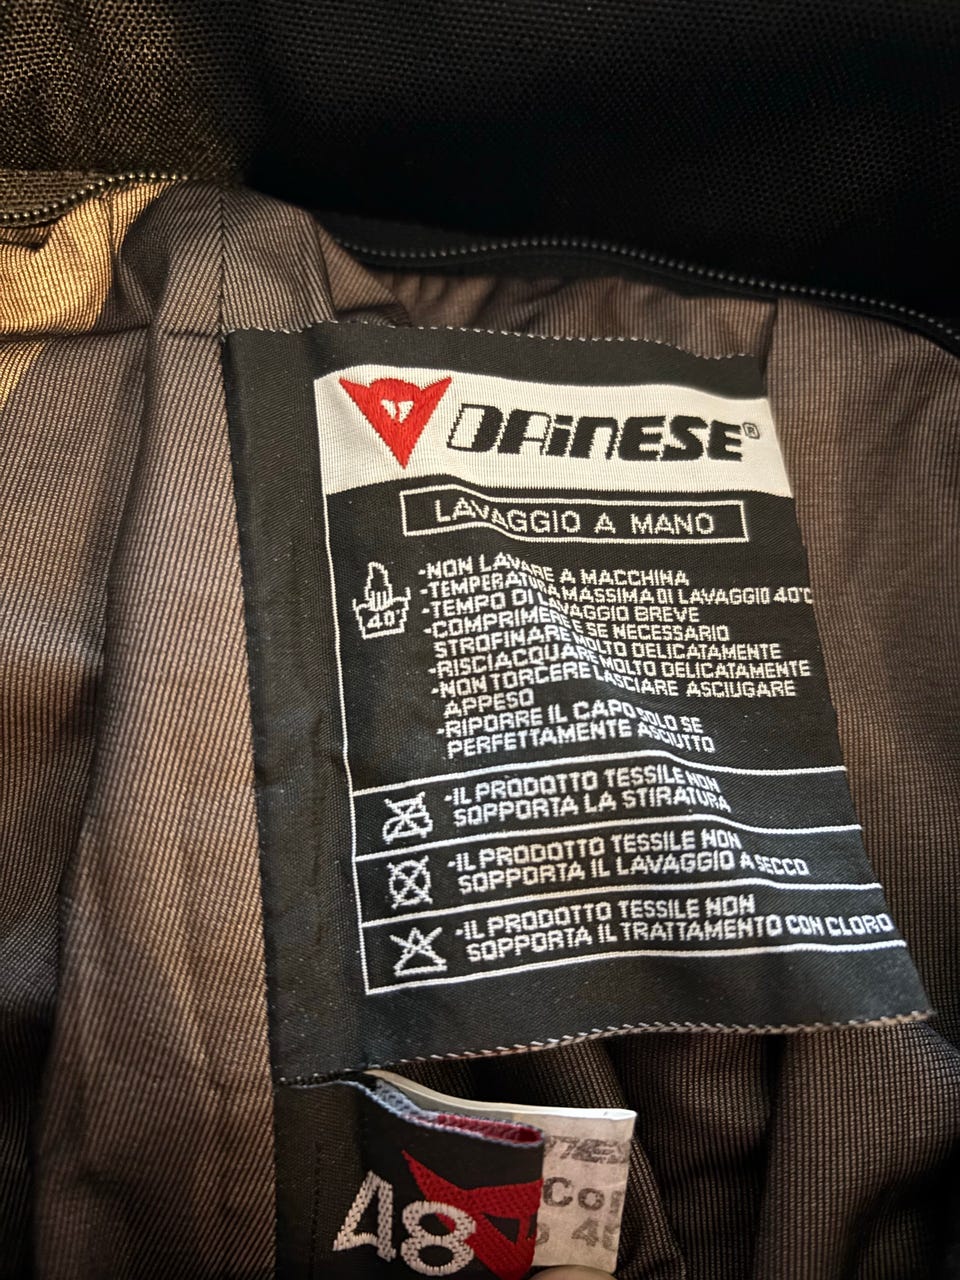 DAINESE®
LAVAGGIO A MANO
40°
-NON LAVARE A MACCHINA
-TEMPERATURA MASSIMA DI LAVAGGIO 40°C
-TEMPO DI LAVAGGIO BREVE
-COMPRIMERE E SE NECESSARIO
STROFINARE MOLTO DELICATAMENTE
-RISCIACQUARE MOLTO DELICATAMENTE
-NON TORCERE LASCIARE ASCIUGARE
APPESO
-RIPORRE IL CAPO SOLO SE
PERFETTAMENTE ASCIUTTO
-IL PRODOTTO TESSILE NON
SOPPORTA LA STIRATURA
-IL PRODOTTO TESSILE NON
SOPPORTA IL LAVAGGIO A SECCO
-IL PRODOTTO TESSILE NON
SOPPORTA IL TRATTAMENTO CON CLORO
48